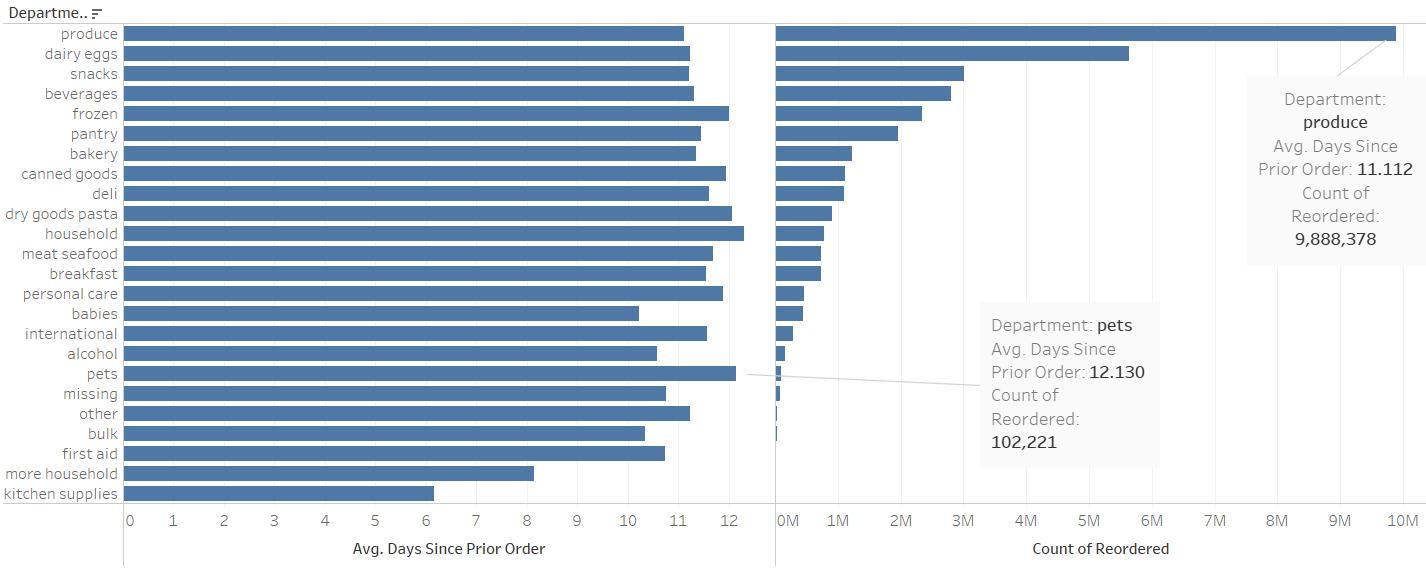 Departme..
produce
dairy eggs
snacks
beverages
frozen
pantry
bakery
canned goods
deli
dry goods pasta
household
meat seafood
breakfast
personal care
babies
international
alcohol
pets
missing
other
bulk
first aid
more household
kitchen supplies
0 1 2 3 4 5 6 7 8 9 10 11 12
Avg. Days Since Prior Order
0M 1M 2M 3M 4M 5M 6M 7M 8M 9M 10M
Count of Reordered
Department:
produce
Avg. Days Since
Prior Order: 11.112
Count of
Reordered:
9,888,378
Department: pets
Avg. Days Since
Prior Order: 12.130
Count of
Reordered:
102,221